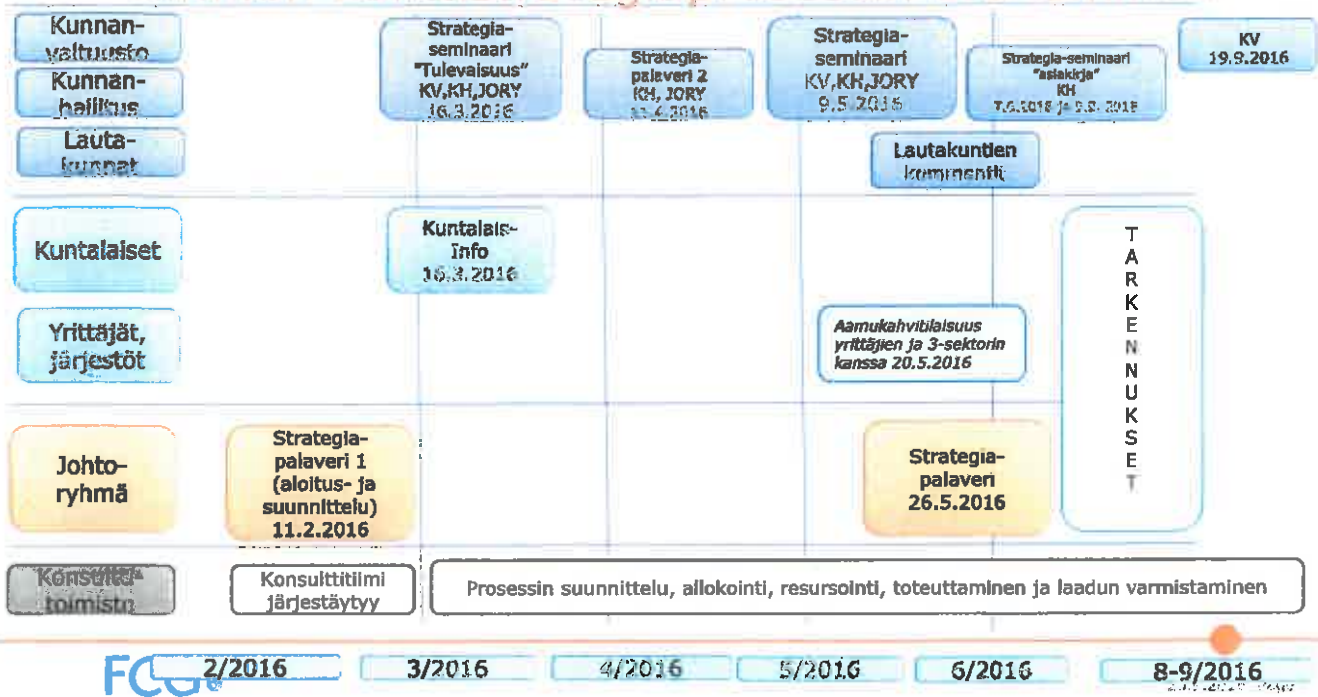 Kunnan-
valtuusto
Kunnan-
hallitus
Lauta-
kunnat
Strategia-
seminaari
"Tulevaisuus"
KV,KH,JORY
16.3.2016
Strategia-
palaveri 2
KH, JORY
Strategia-
seminaari
KV,KH,JORY
9.5.2016
Strategia-seminaari
"asiakirja"
KH
KV
19.9.2016
Lautakuntien
kommentit
Kuntalaiset
Kuntalais-
Info
16.3.2016
Yrittäjät,
järjestöt
Aamukahvitilaisuus
yrittäjien ja 3-sektorin
kanssa 20.5.2016
T
A
R
K
E
N
N
U
K
S
E
T
Johto-
ryhmä
Strategia-
palaveri 1
(aloitus- ja
suunnittelu)
11.2.2016
Strategia-
palaveri
26.5.2016
Konsultti-
toimisto
Konsulttitiimi
järjestäytyy
Prosessin suunnittelu, allokointi, resursointi, toteuttaminen ja laadun varmistaminen
FCG
2/2016
3/2016
4/2016
5/2016
6/2016
8-9/2016